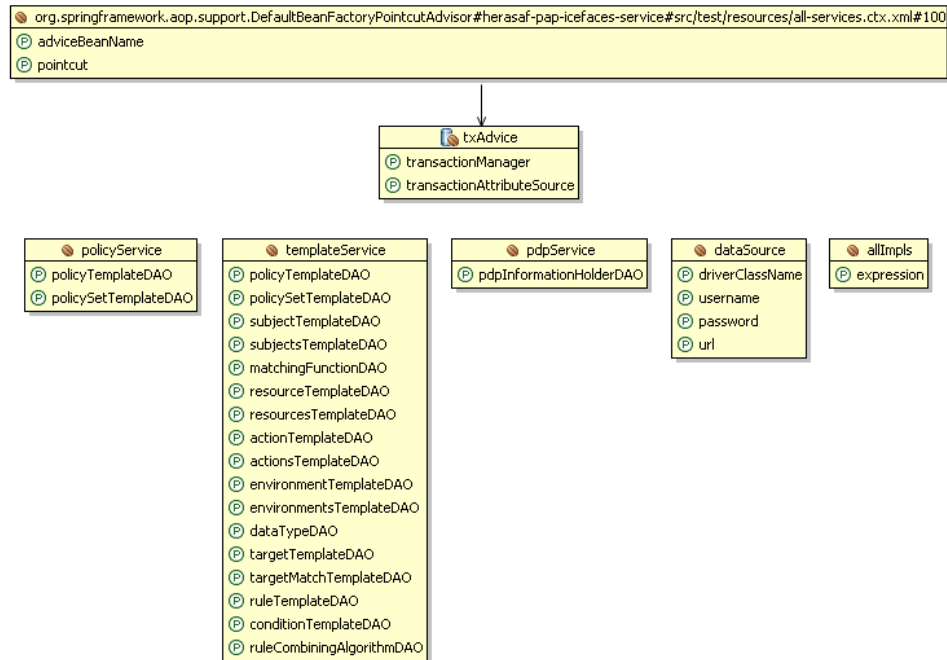 org.springframework.aop.support.DefaultBeanFactoryPointcutAdvisor#herasaf-pap-icefaces-service#src/test/resources/all-services.ctx.xml#100
P adviceBeanName
P pointcut
txAdvice
P transactionManager
P transactionAttributeSource
policyService
P policyTemplateDAO
P policySetTemplateDAO
templateService
P policyTemplateDAO
P policySetTemplateDAO
P subjectTemplateDAO
P subjectsTemplateDAO
P matchingFunctionDAO
P resourceTemplateDAO
P resourcesTemplateDAO
P actionTemplateDAO
P actionsTemplateDAO
P environmentTemplateDAO
P environmentsTemplateDAO
P dataTypeDAO
P targetTemplateDAO
P targetMatchTemplateDAO
P ruleTemplateDAO
P conditionTemplateDAO
P ruleCombiningAlgorithmDAO
pdpService
P pdpInformationHolderDAO
dataSource
P driverClassName
P username
P password
P url
allImpls
P expression